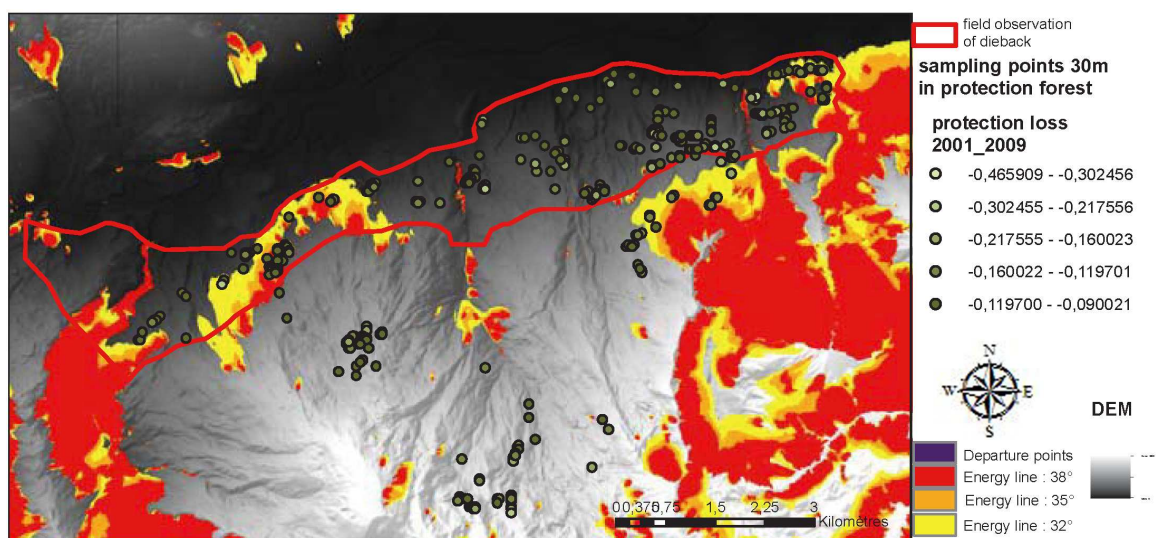 field observation
of dieback
sampling points 30m
in protection forest
protection loss
2001_2009
-0,465909 - -0,302456
-0,302455 - -0,217556
-0,217555 - -0,160023
-0,160022 - -0,119701
-0,119700 - -0,090021
N
W E
S
DEM
Departure points
Energy line : 38°
Energy line : 35°
Energy line : 32°
0 0,375 0,75 1,5 2,25 3
Kilomètres